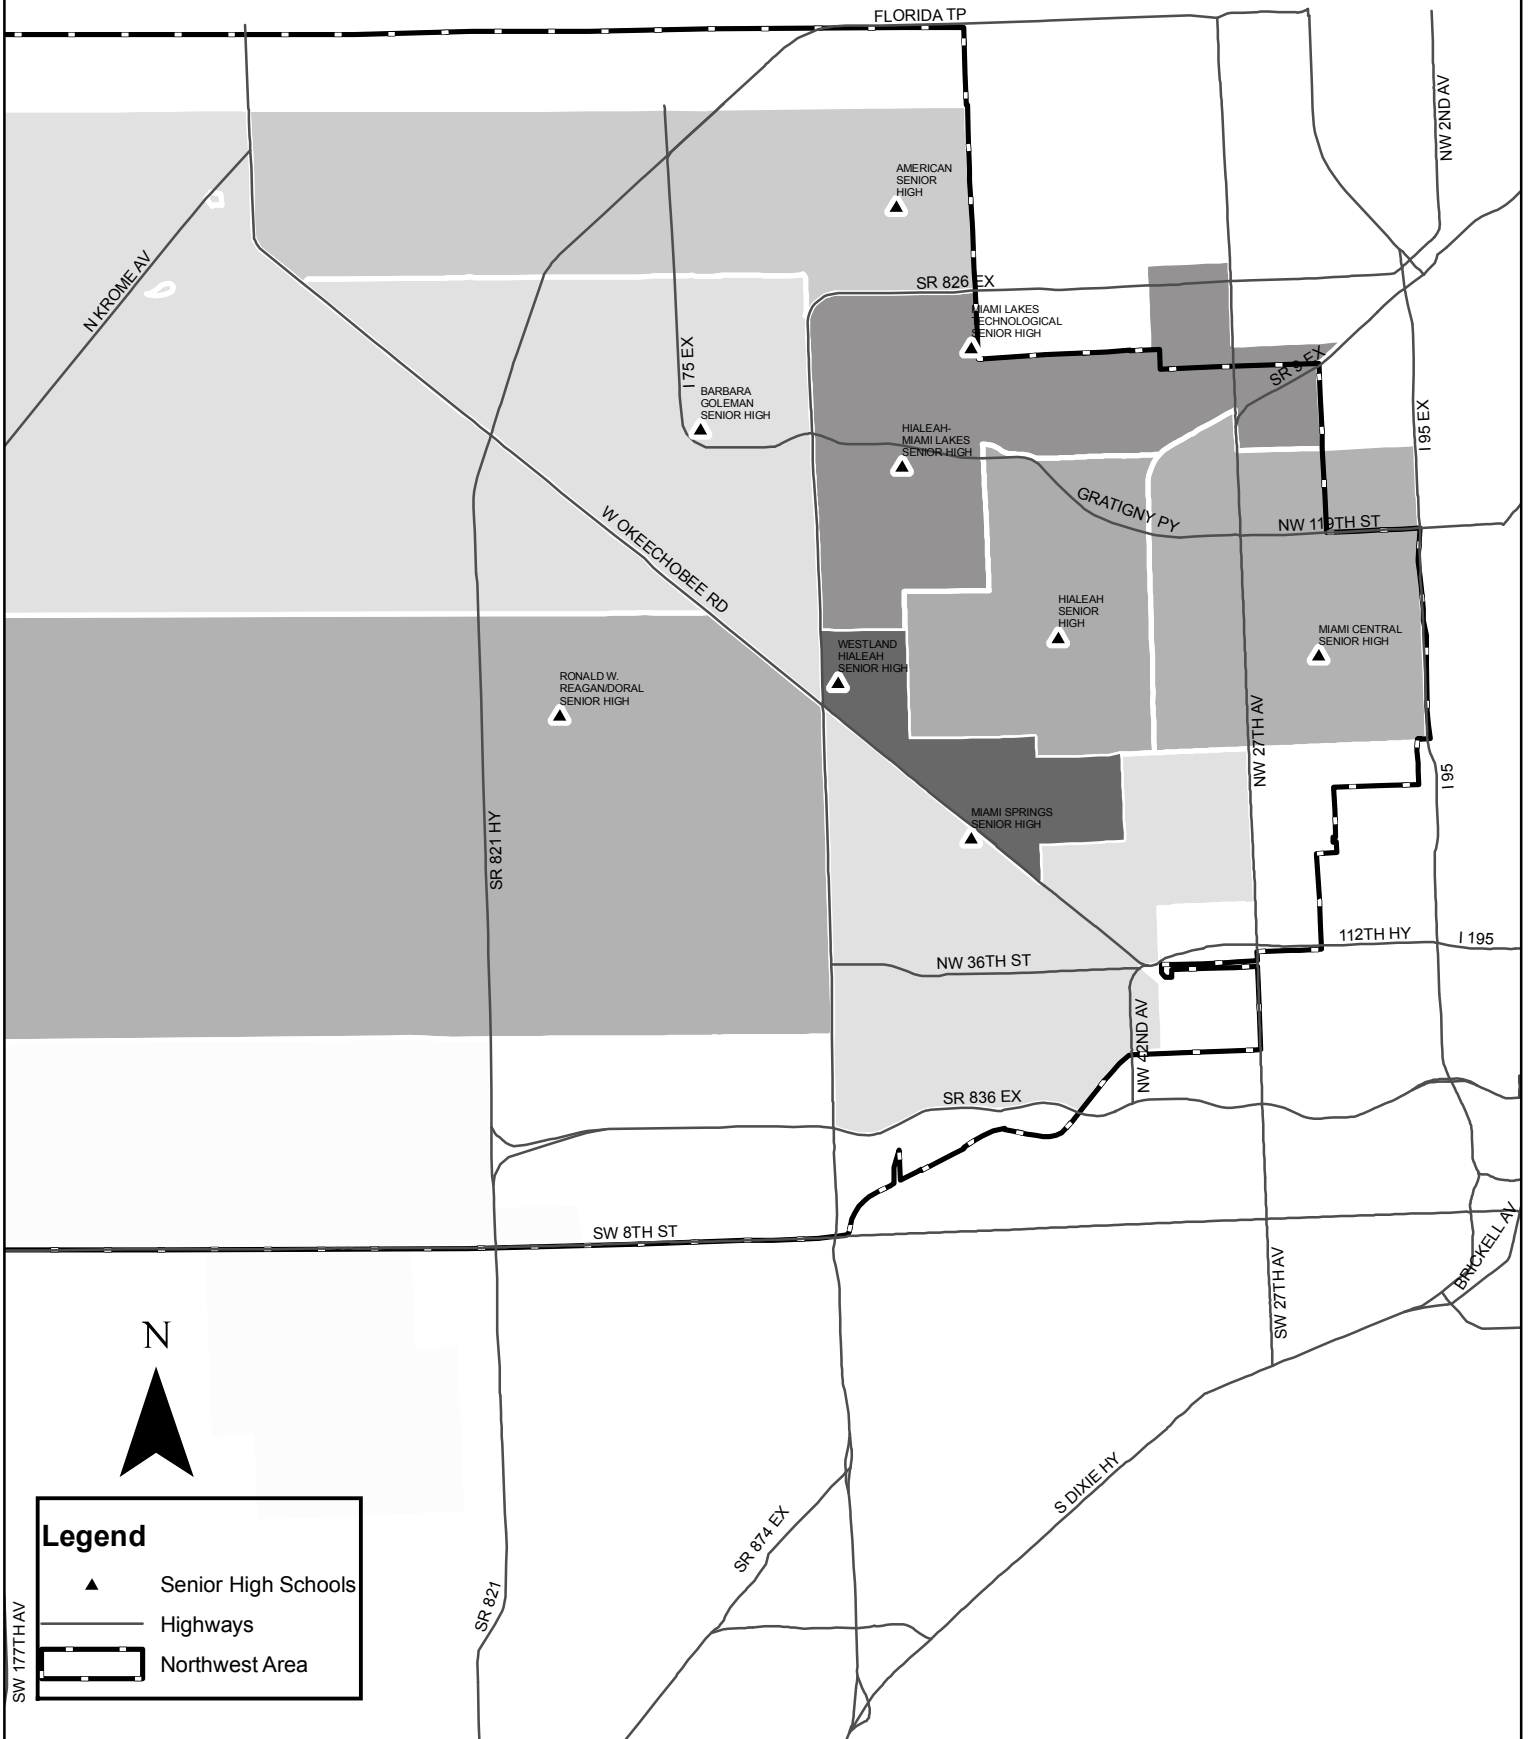 FLORIDA TP
NW 2ND AV
AMERICAN
SENIOR
HIGH
N KROME AV
SR 826 EX
MIAMI LAKES
TECHNOLOGICAL
SENIOR HIGH
I 75 EX
SR 9 EX
BARBARA
GOLEMAN
SENIOR HIGH
I 95 EX
HIALEAH-
MIAMI LAKES
SENIOR HIGH
GRATIGNY PY
NW 119TH ST
W OKEECHOBEE RD
HIALEAH
SENIOR
HIGH
MIAMI CENTRAL
SENIOR HIGH
WESTLAND
HIALEAH
SENIOR HIGH
RONALD W.
REAGAN/DORAL
SENIOR HIGH
NW 27TH AV
I 95
MIAMI SPRINGS
SENIOR HIGH
SR 821 HY
112TH HY
I 195
NW 36TH ST
NW 42ND AV
SR 836 EX
SW 8TH ST
BRICKELL AV
SW 27TH AV
N
S DIXIE HY
SR 874 EX
SR 821
SW 177TH AV
Legend
Senior High Schools
Highways
Northwest Area